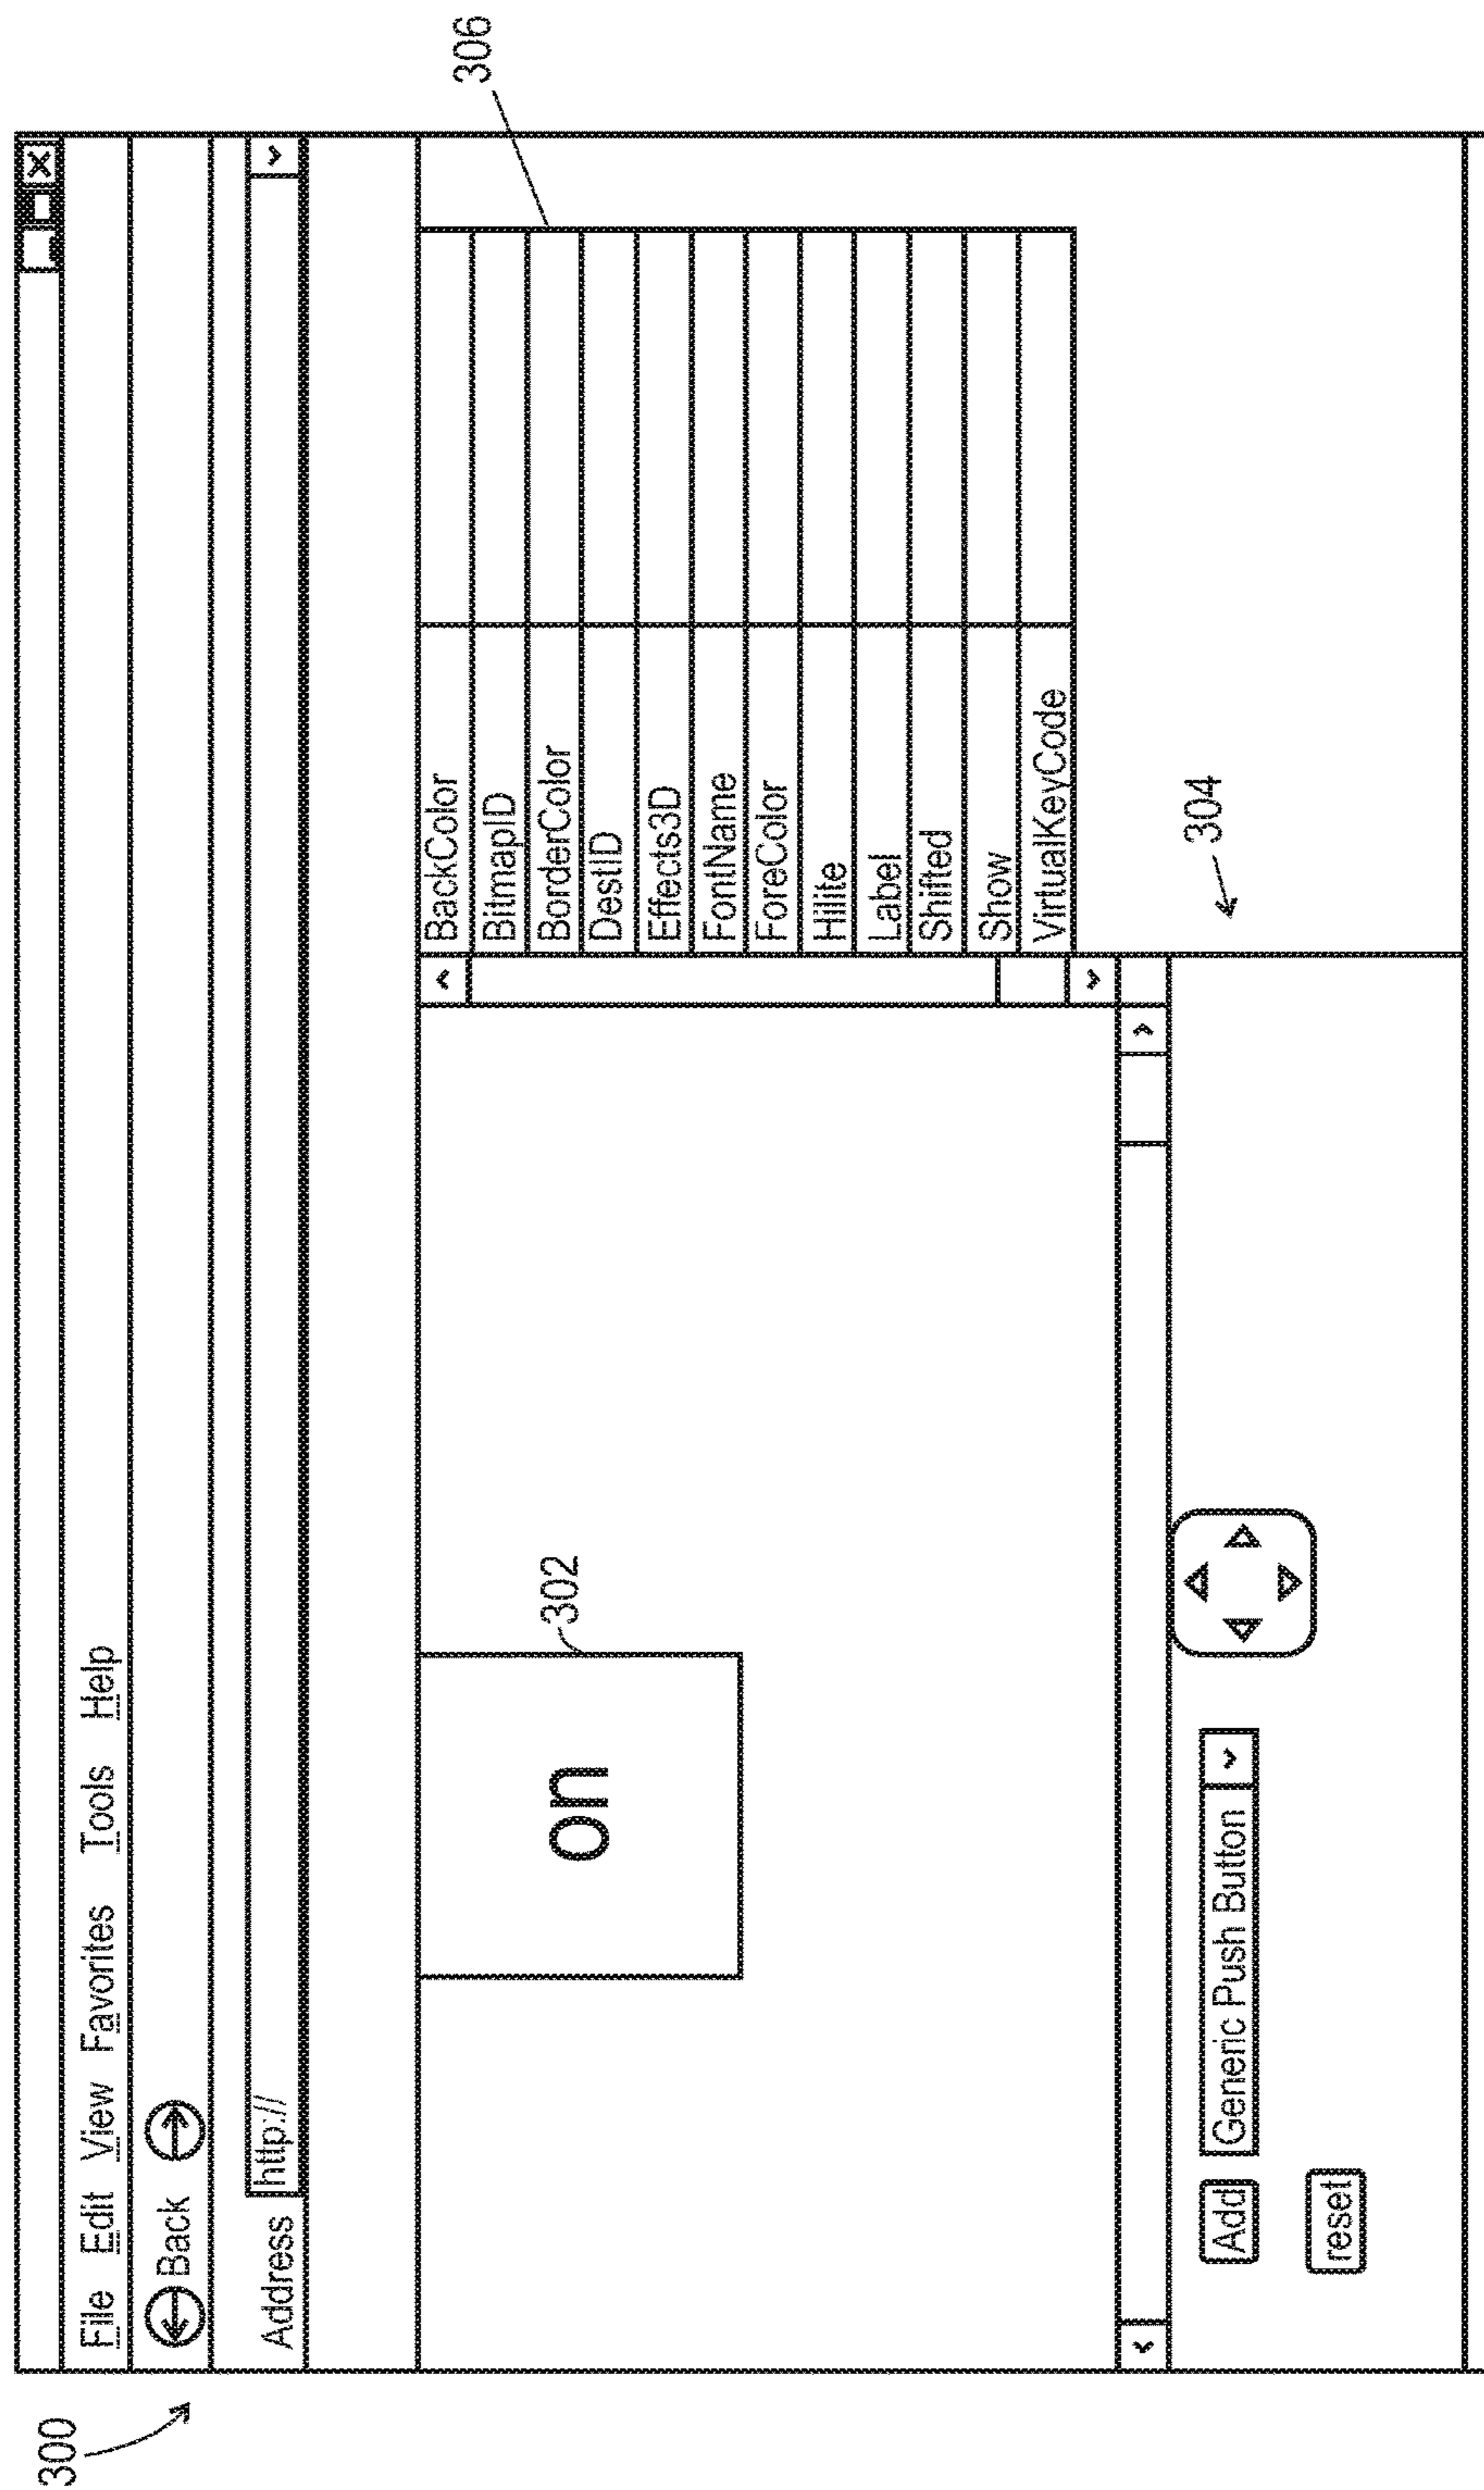 300
File Edit View Favorites Tools Help
Back
Address http://
on
302
BackColor
BitmapID
BorderColor
DestID
Effects3D
FontName
ForeColor
Hilite
Label
Shifted
Show
VirtualKeyCode
306
304
Add Generic Push Button
reset